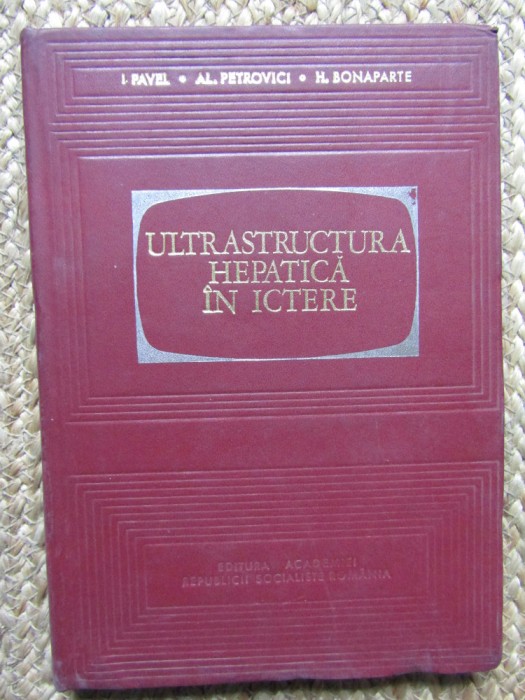 I. PAVEL • AL. PETROVICI • H. BONAPARTE
ULTRASTRUCTURA
HEPATICĂ
ÎN ICTERE
EDITURA ACADEMIEI
REPUBLICII SOCIALISTE ROMÂNIA